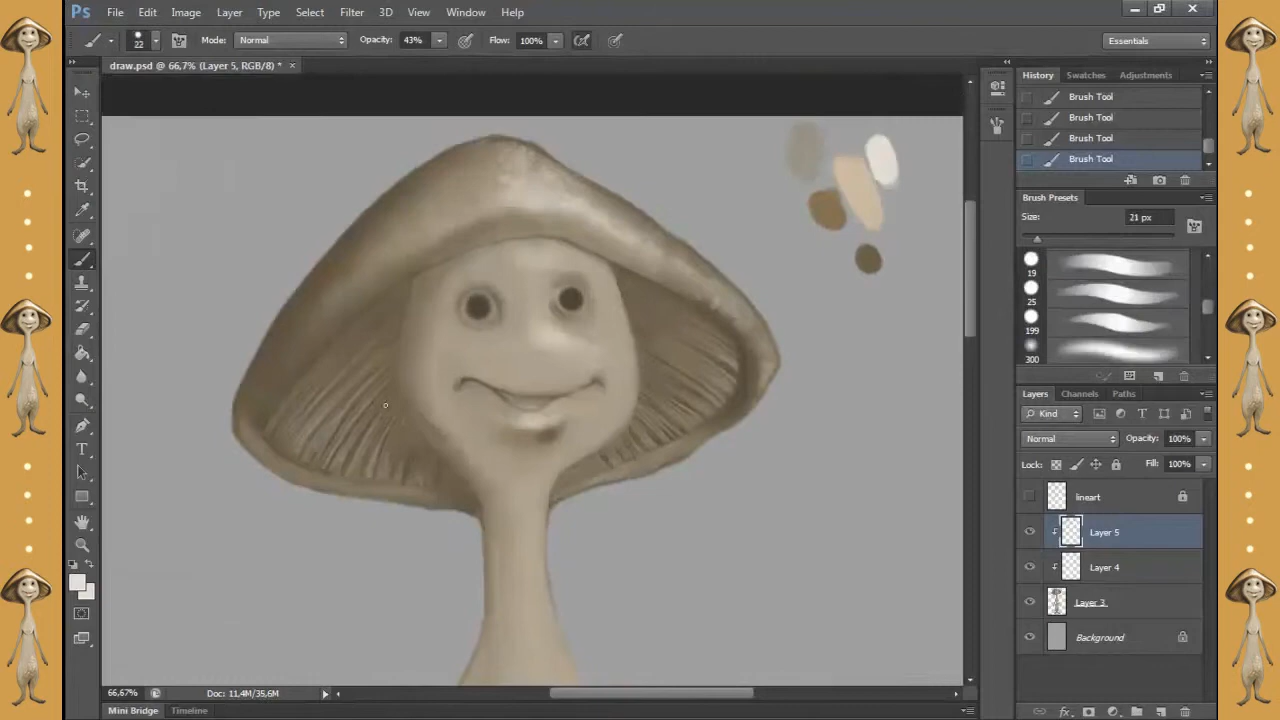 Ps File Edit Image Layer Type Select Filter 3D View Window Help
22 Mode: Normal Opacity: 43% Flow: 100% Essentials
draw.psd @ 66,7% (Layer 5, RGB/8) * ×
History Swatches Adjustments
Brush Tool
Brush Tool
Brush Tool
Brush Tool
Brush Presets
Size: 21 px
19
25
199
300
Layers Channels Paths
Kind
Normal Opacity: 100%
Lock: Fill: 100%
lineart
Layer 5
Layer 4
Layer 3
Background
66,67% Doc: 11,4M/35,6M
Mini Bridge Timeline